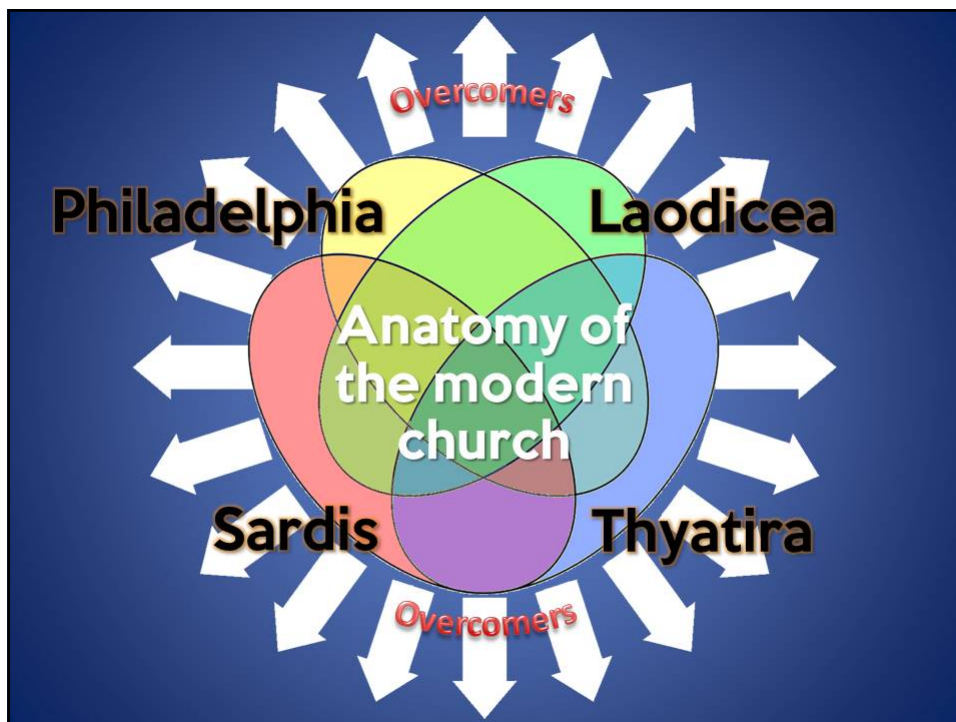 Overcomers
Philadelphia
Laodicea
Anatomy of
the modern
church
Sardis
Thyatira
Overcomers